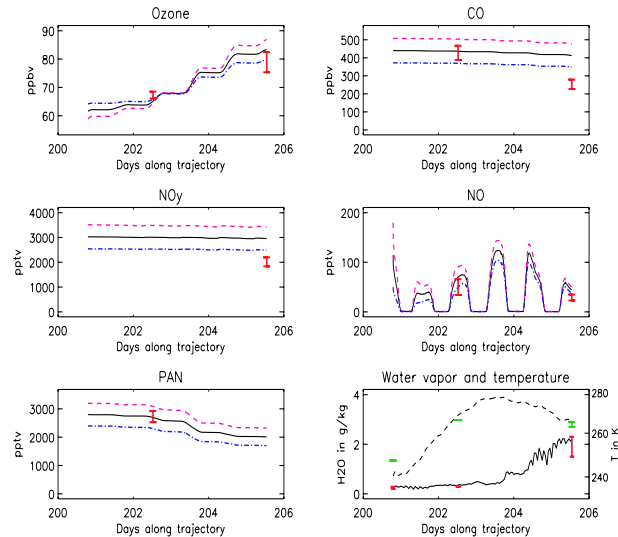 Ozone
CO
90
80
70
60
ppbv
500
400
300
200
100
0
ppbv
200 202 204 206
200 202 204 206
Days along trajectory
Days along trajectory
NOy
NO
4000
3000
2000
1000
0
pptv
200
100
0
pptv
200 202 204 206
200 202 204 206
Days along trajectory
Days along trajectory
PAN
Water vapor and temperature
3000
2000
1000
0
pptv
4
2
0
H2O in g/kg
280
260
240
T in K
200 202 204 206
200 202 204 206
Days along trajectory
Days along trajectory